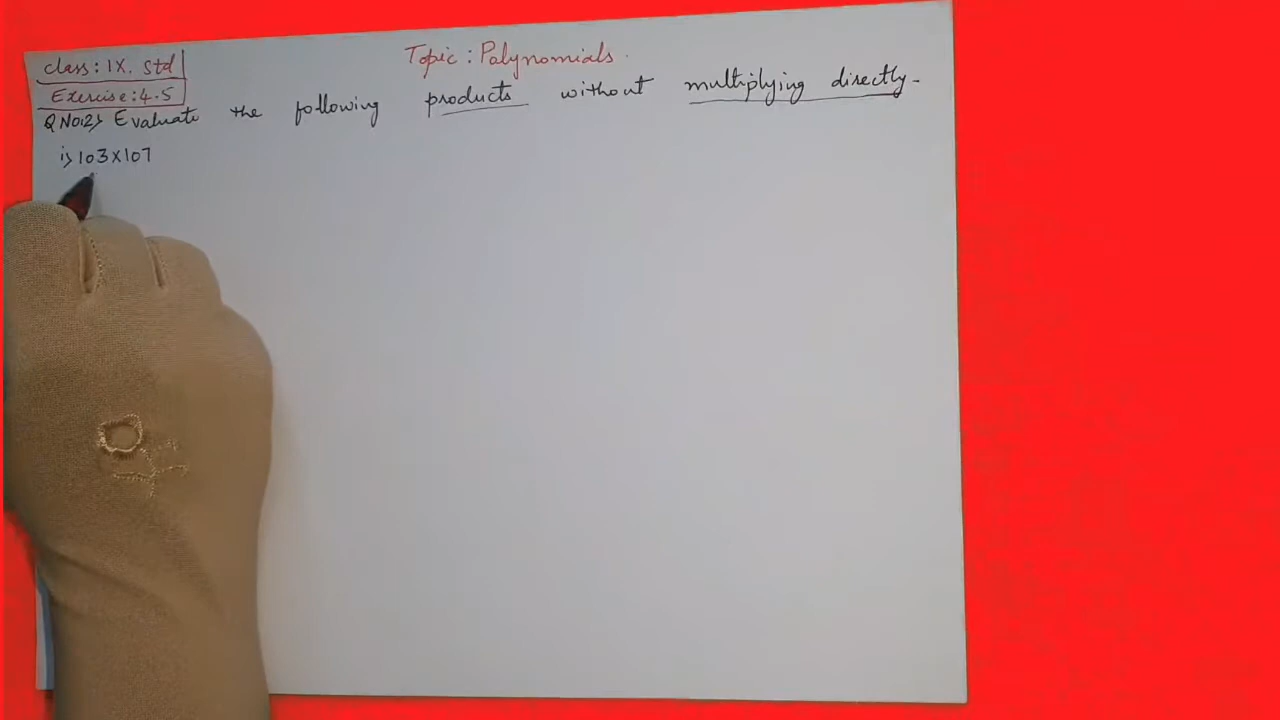 class: IX. Std
Topic: Polynomials.
Exercise: 4.5
Q NO:2) Evaluate the following products without multiplying directly.
i) 103×107